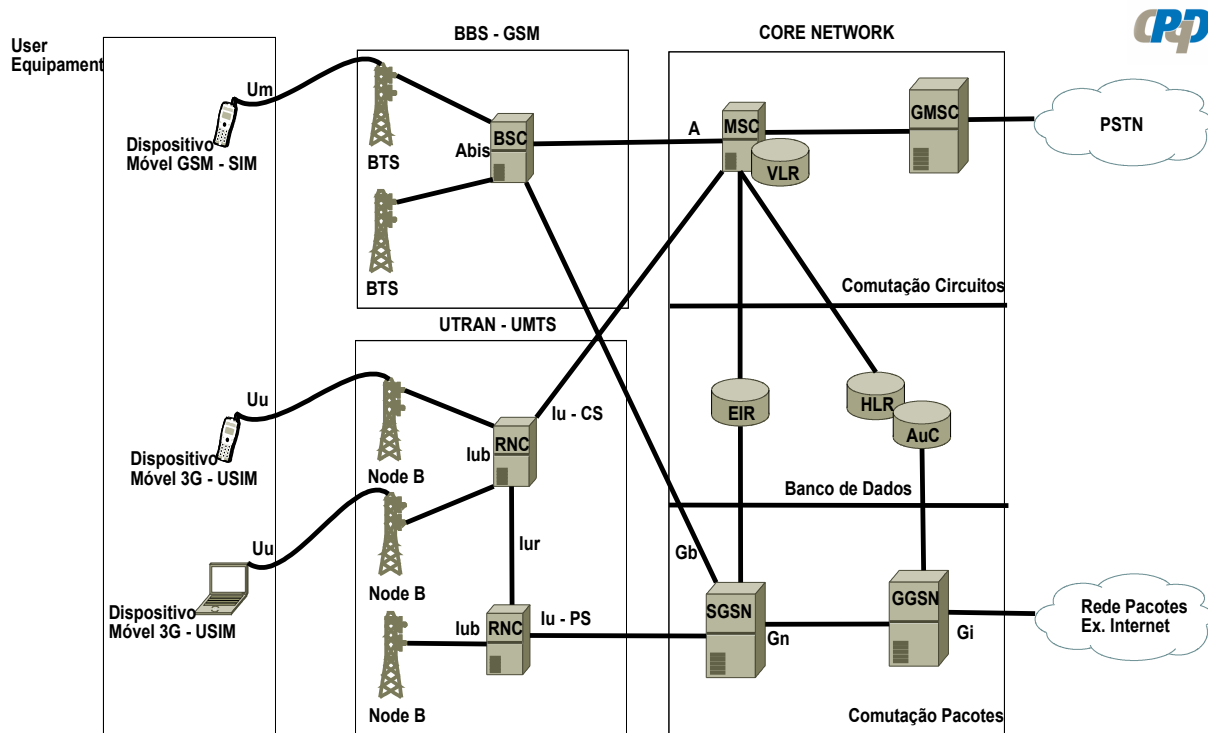 User
Equipament
BBS - GSM
CORE NETWORK
CPqD
Um
Dispositivo
Móvel GSM - SIM
BTS
Abis
BSC
BTS
A
MSC
VLR
GMSC
PSTN
Comutação Circuitos
UTRAN - UMTS
Uu
Dispositivo
Móvel 3G - USIM
Node B
Iub
RNC
Iu - CS
EIR
HLR
AuC
Banco de Dados
Uu
Dispositivo
Móvel 3G - USIM
Node B
Iur
Gb
Iub
RNC
Iu - PS
Node B
SGSN
Gn
GGSN
Gi
Rede Pacotes
Ex. Internet
Comutação Pacotes